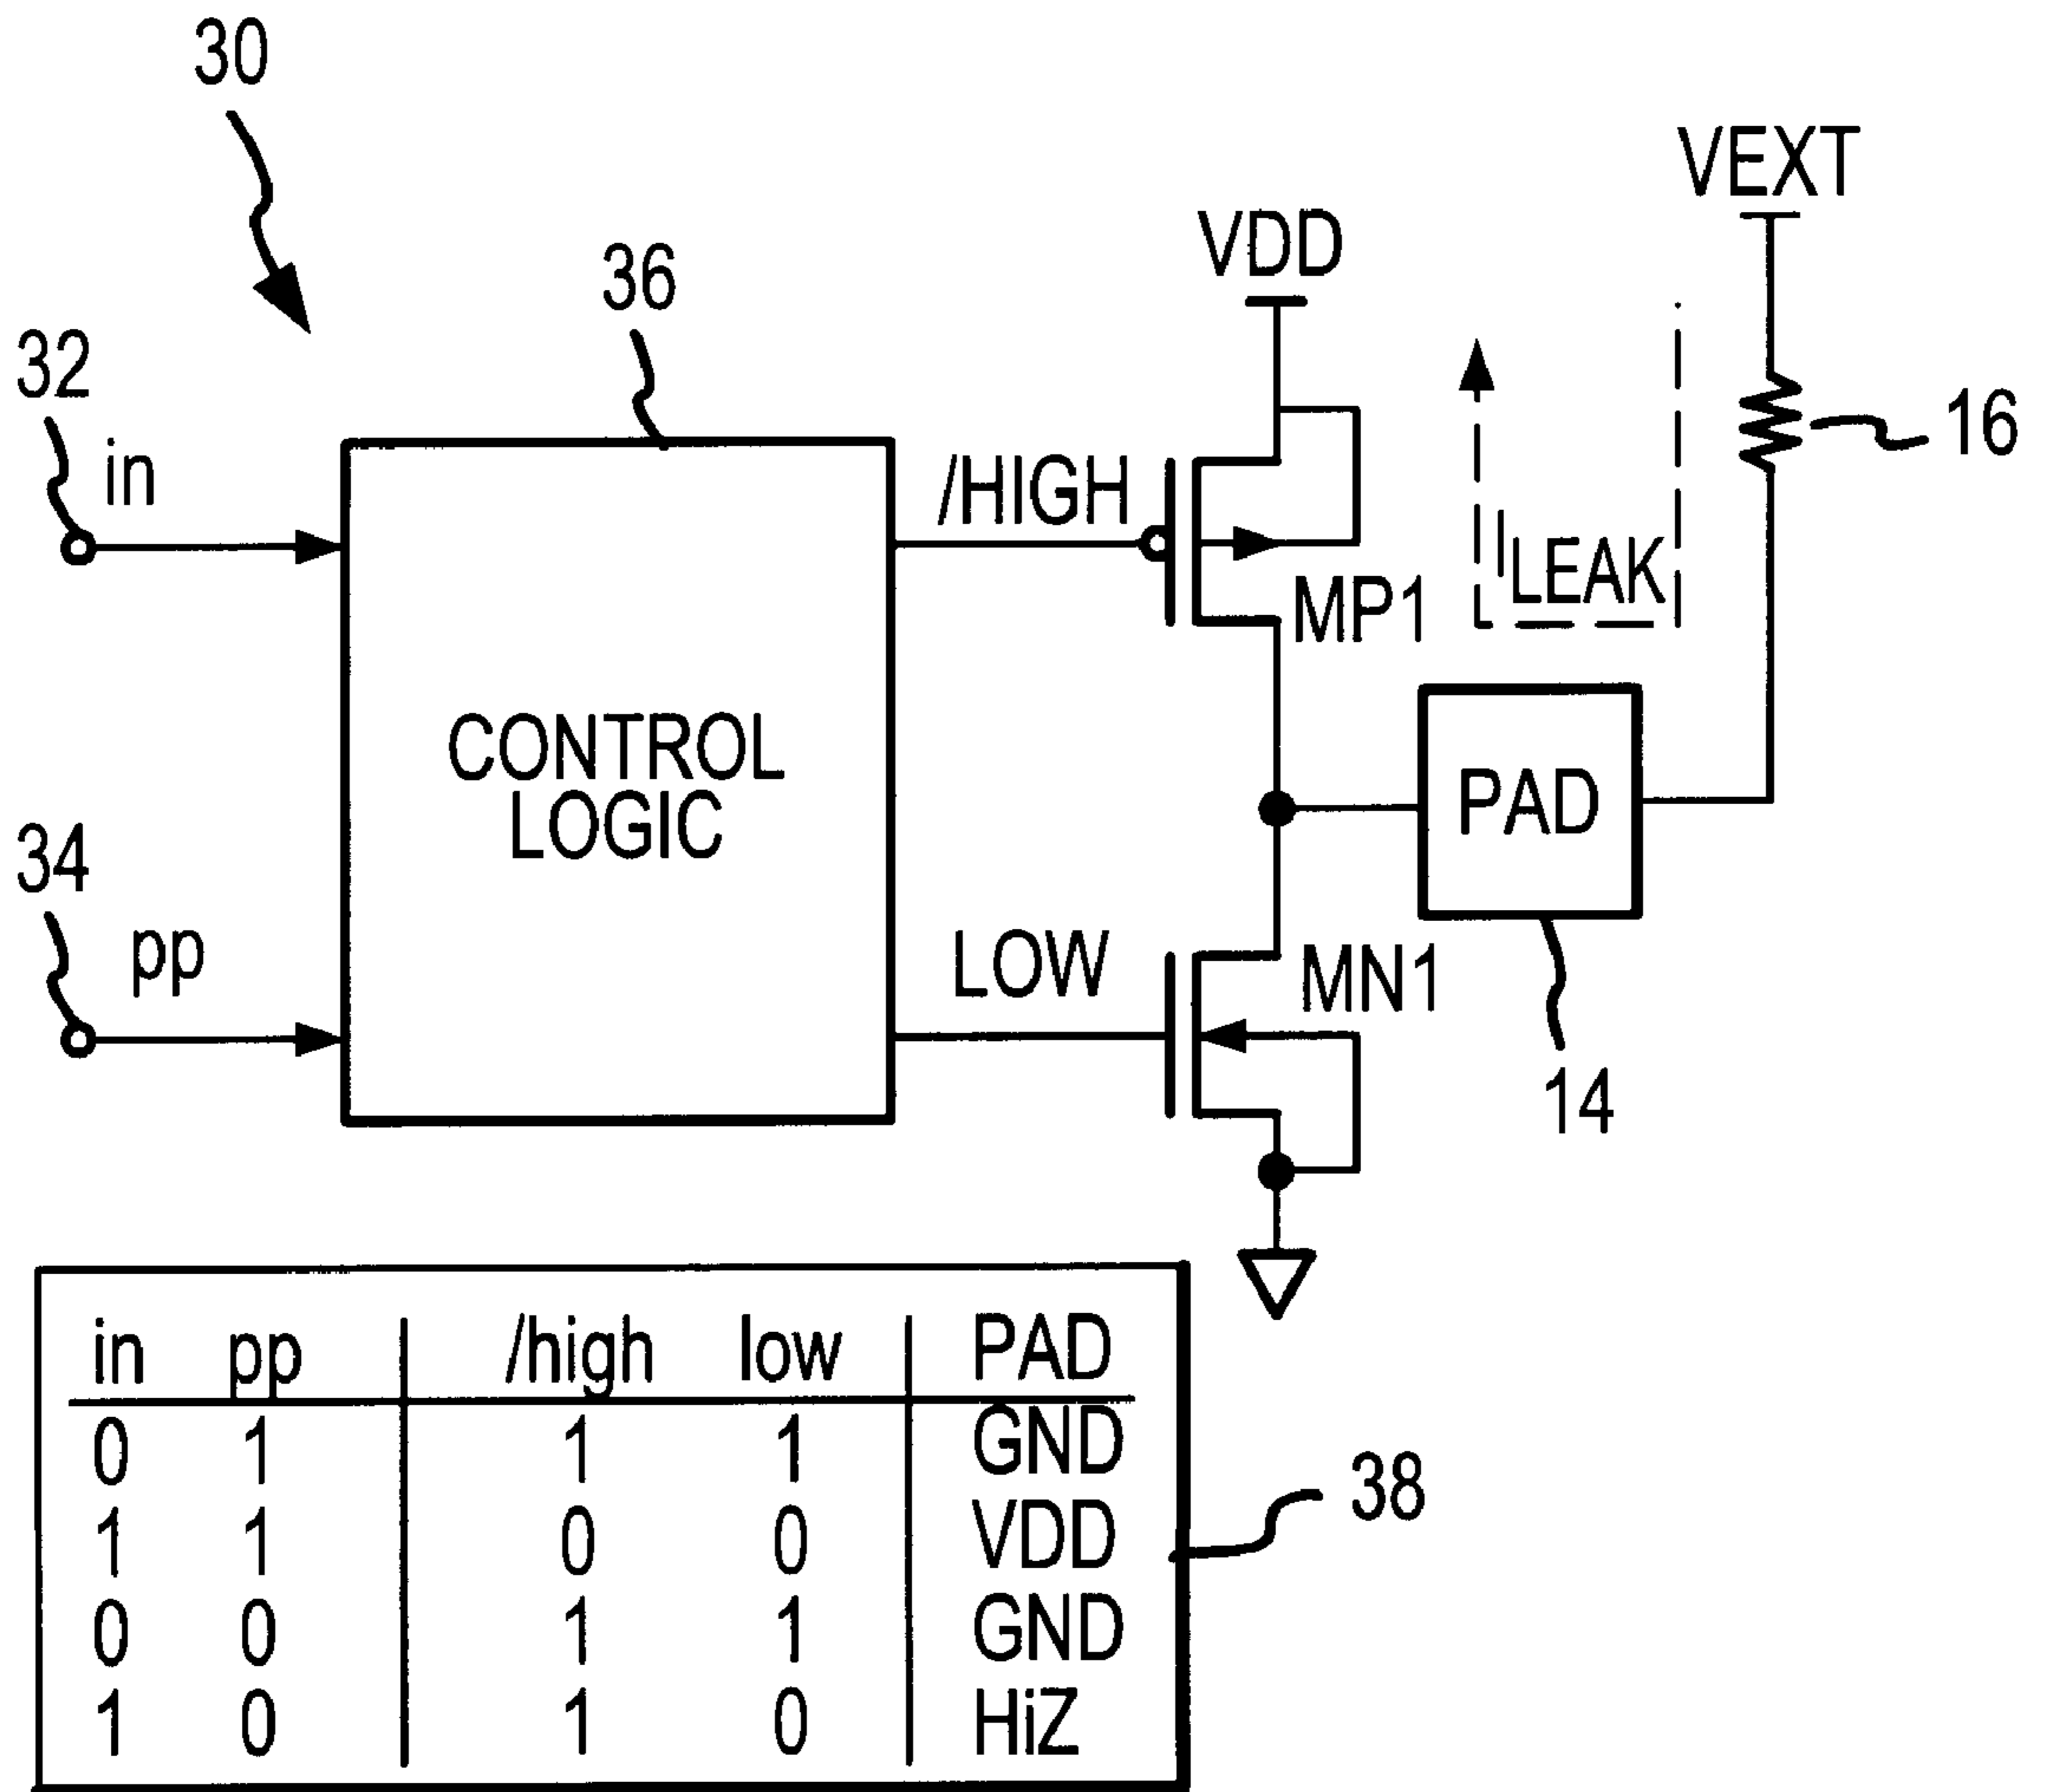 30
VEXT
VDD
36
32
in
16
/HIGH
ILEAK
MP1
CONTROL
LOGIC
PAD
34
pp
LOW
MN1
14
in pp /high low PAD
0 1 1 1 GND
1 1 0 0 VDD
0 0 1 1 GND
1 0 1 0 HiZ
38